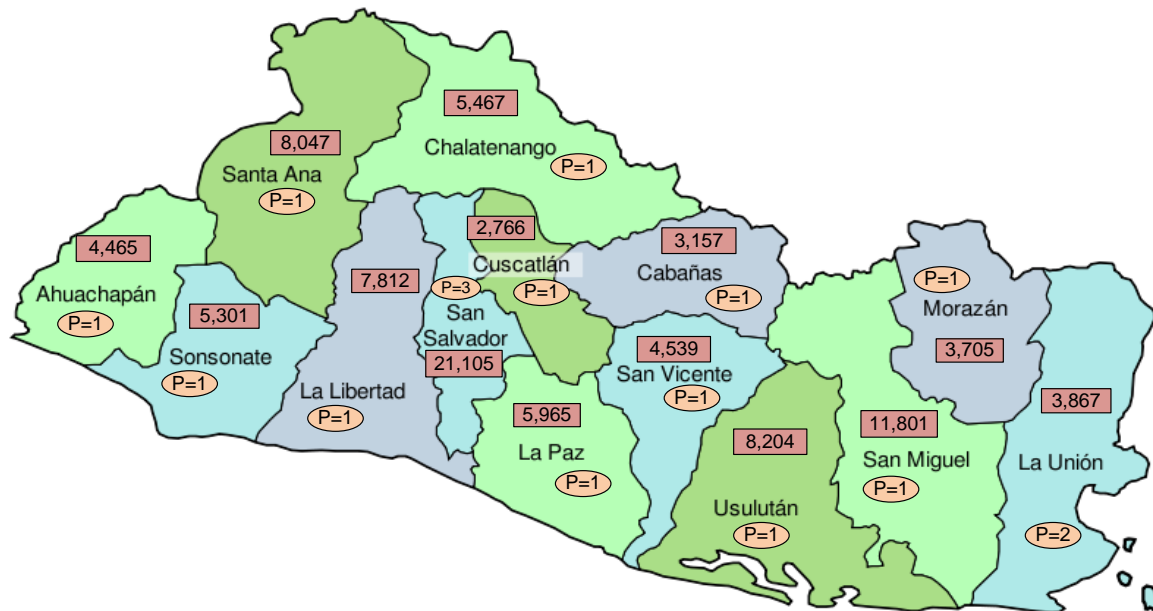 5,467
Chalatenango
P=1
8,047
Santa Ana
P=1
4,465
Ahuachapán
P=1
5,301
Sonsonate
P=1
7,812
La Libertad
P=1
2,766
Cuscatlán
P=1
P=3
San
Salvador
21,105
3,157
Cabañas
P=1
4,539
San Vicente
P=1
5,965
La Paz
P=1
8,204
Usulután
P=1
11,801
San Miguel
P=1
P=1
Morazán
3,705
3,867
La Unión
P=2